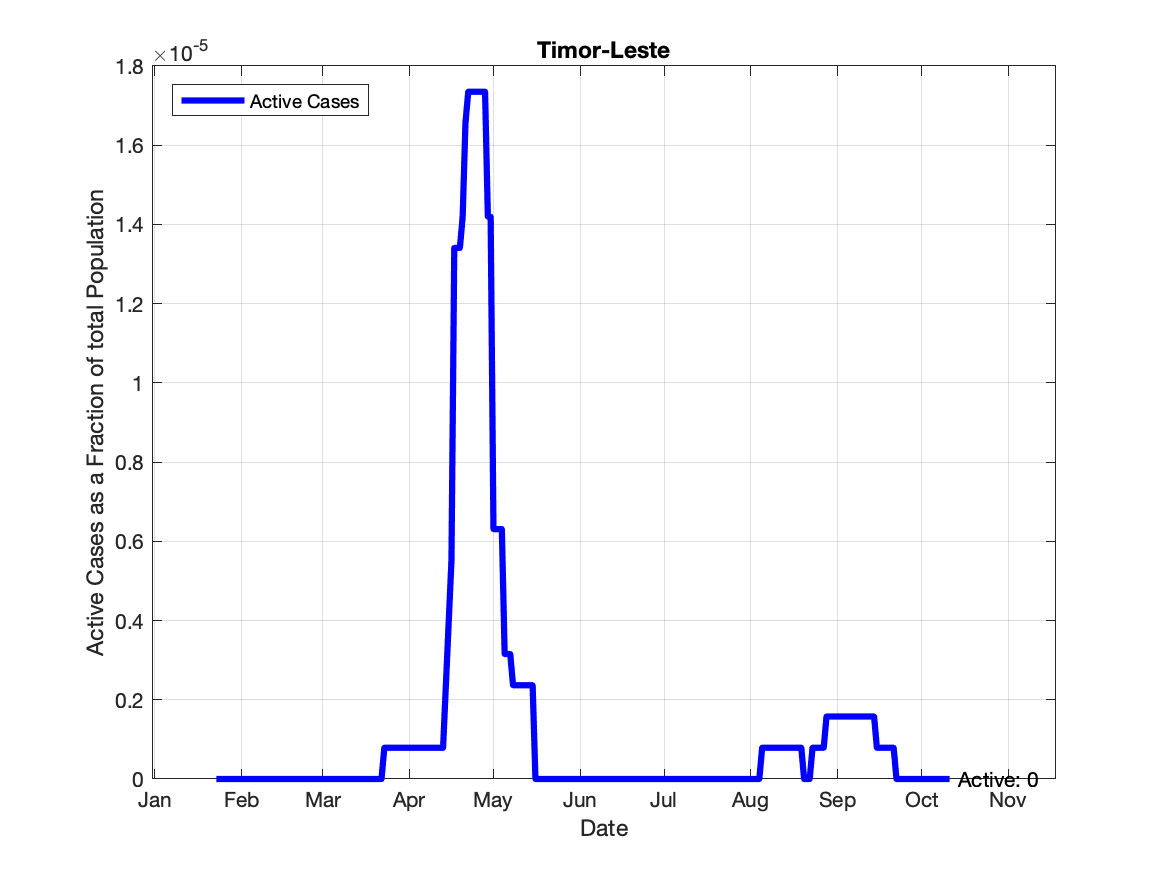 Timor-Leste
×10^-5
Active Cases
1.8
1.6
1.4
1.2
1
0.8
0.6
0.4
0.2
0
Active Cases as a Fraction of total Population
Active: 0
Jan Feb Mar Apr May Jun Jul Aug Sep Oct Nov
Date